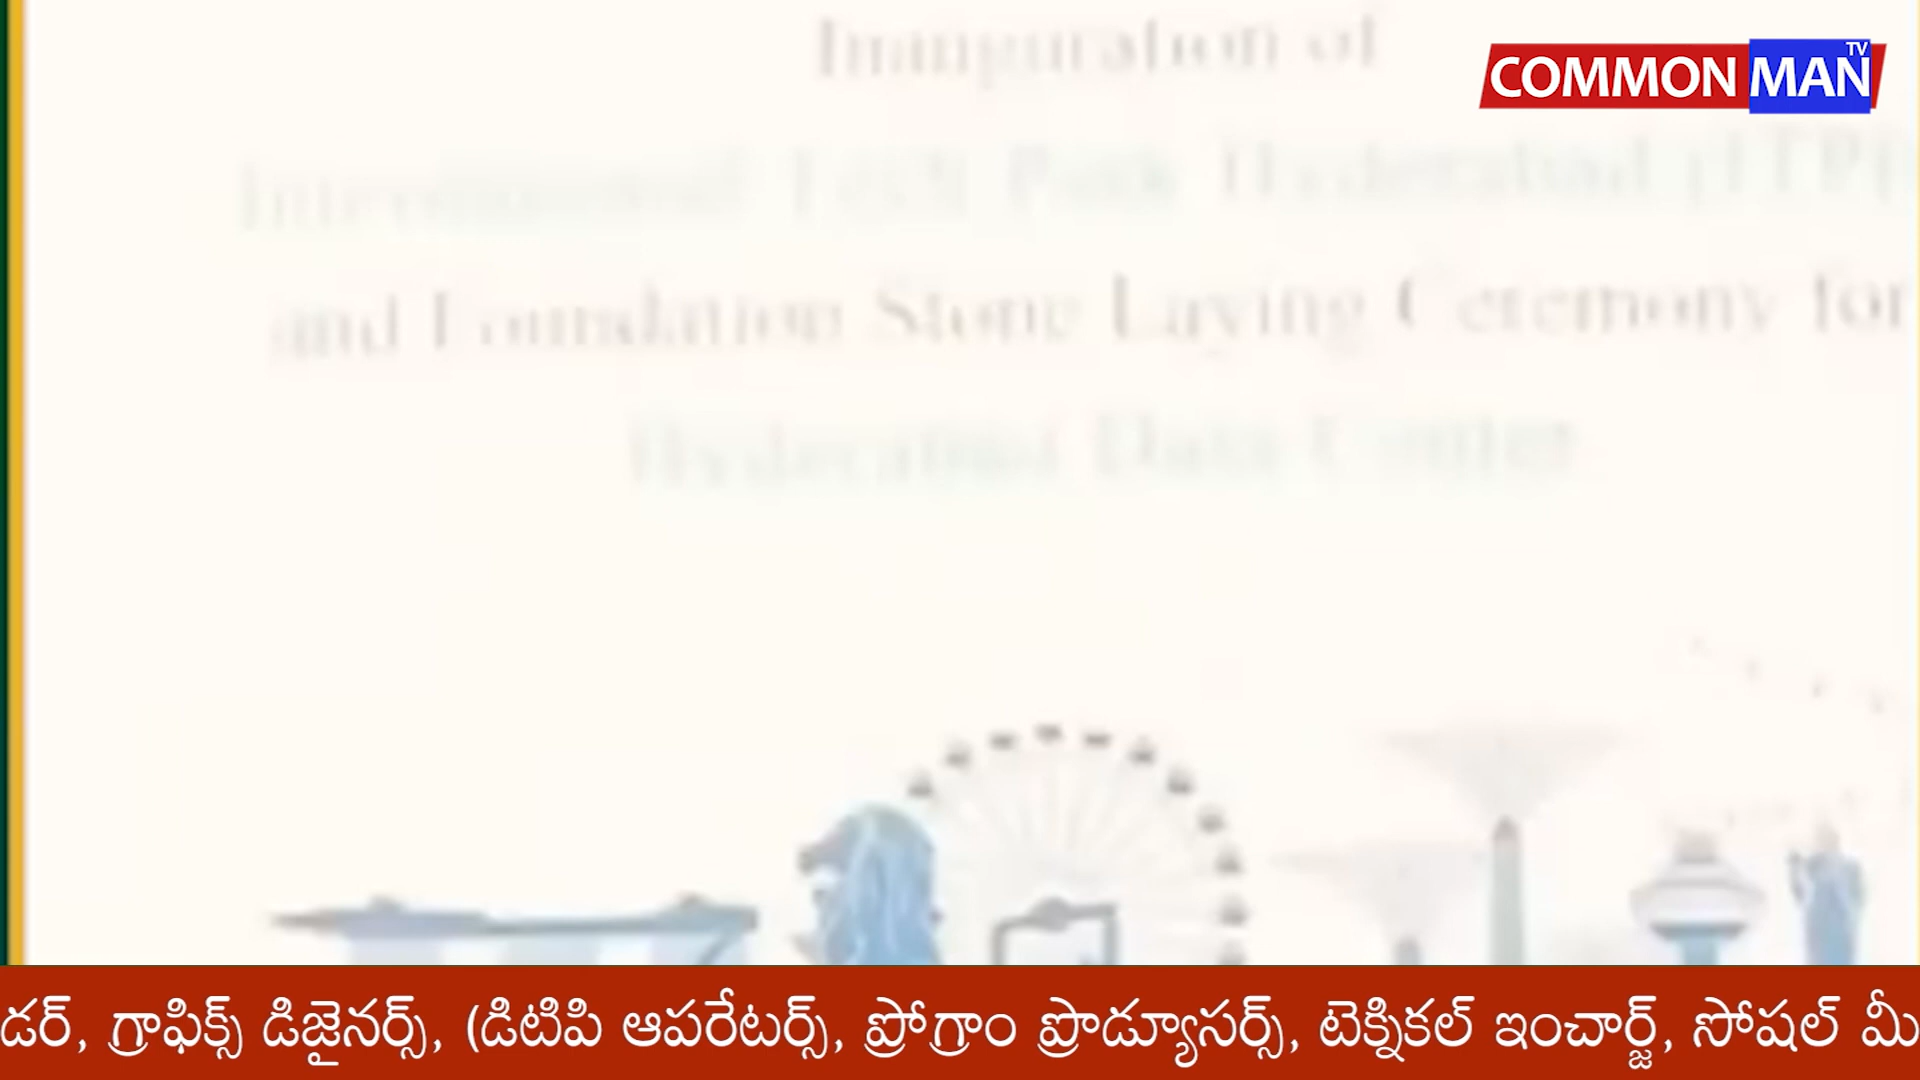 Inauguration of
COMMON MAN TV
International Tech Park Hyderabad (ITPH
and Foundation Stone Laying Ceremony for
Hyderabad Data Center
డర్, గ్రాఫిక్స్ డిజైనర్స్, (డిటిపి ఆపరేటర్స్, ప్రోగ్రాం ప్రొడ్యూసర్స్, టెక్నికల్ ఇంచార్జ్, సోషల్ మీ